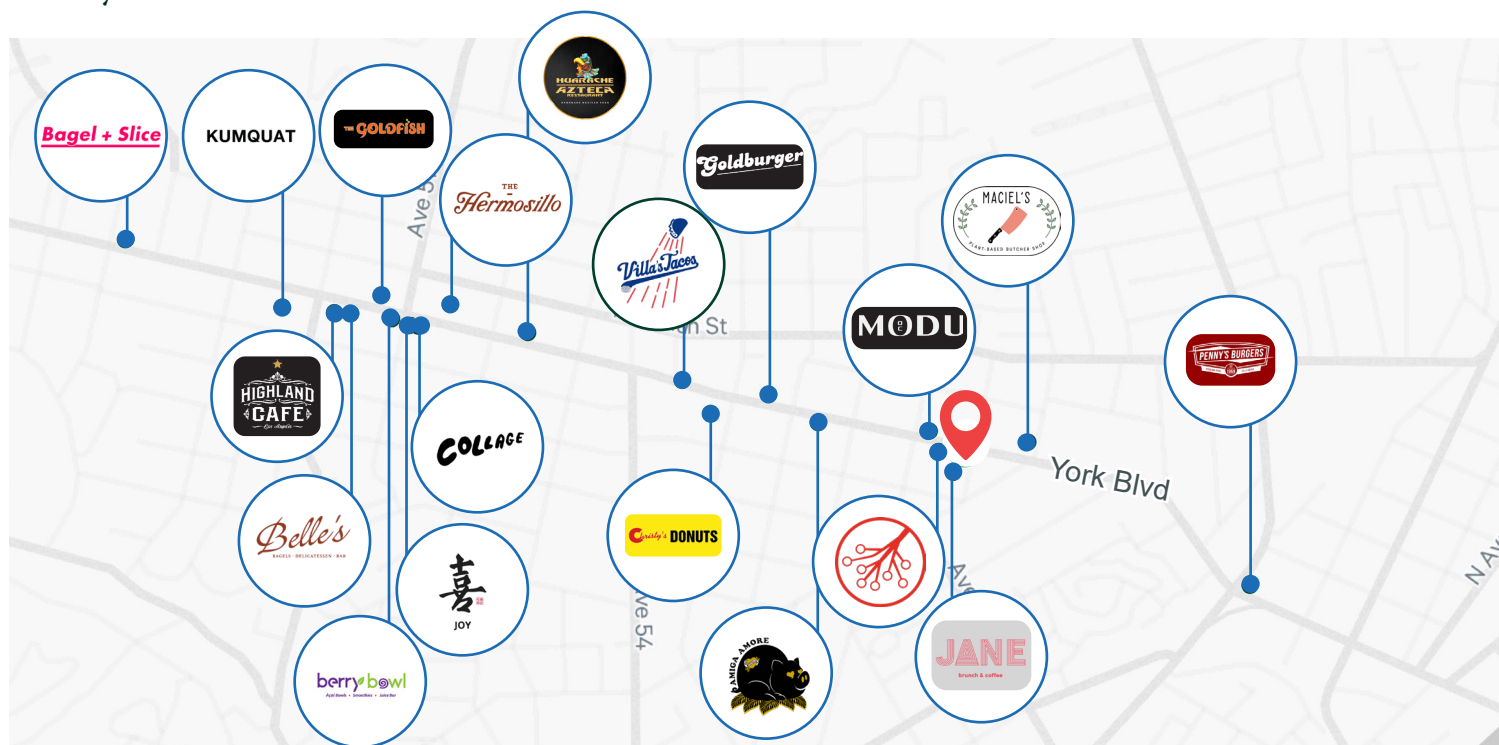 Bagel + Slice
KUMQUAT
THE GOLDFISH
HUARACHE
AZTECA
RESTAURANT
THE
Hermosillo
Goldburger
Villa's Tacos
MACIEL'S
PLANT-BASED BUTCHER SHOP
MODU
PENNY'S BURGERS
HIGHLAND
CAFE
Los Angeles
COLLAGE
Belle's
BAGELS • DELICATESSEN • BAR
喜
JOY
berry bowl
Açaí Bowls • Smoothies • Juice Bar
Christy's DONUTS
AMIGA AMORE
JANE
brunch & coffee
Ave 5
n St
York Blvd
Ave 54
Ave
N Av